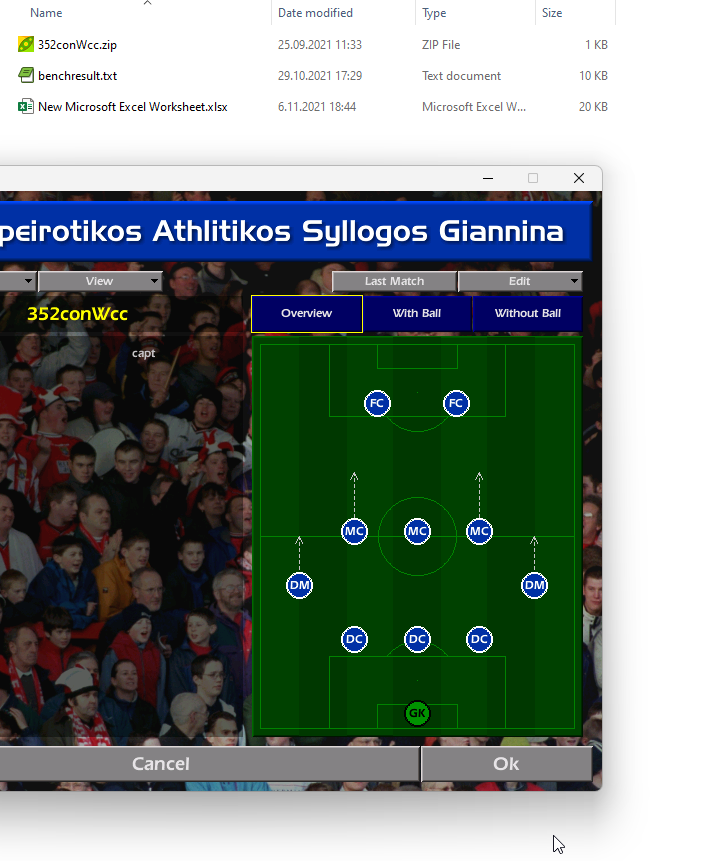 Name Date modified Type Size
352conWcc.zip 25.09.2021 11:33 ZIP File 1 KB
benchresult.txt 29.10.2021 17:29 Text document 10 KB
New Microsoft Excel Worksheet.xlsx 6.11.2021 18:44 Microsoft Excel W... 20 KB
peirotikos Athlitikos Syllogos Giannina
View Last Match Edit
352conWcc Overview With Ball Without Ball
capt
FC FC
MC MC MC
DM DM
DC DC DC
GK
Cancel Ok